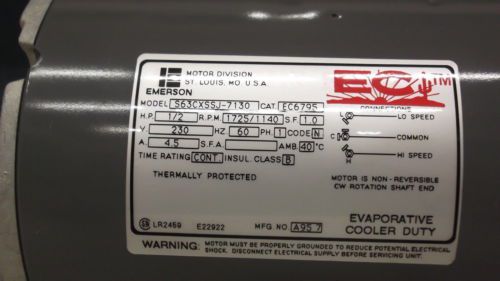 MOTOR DIVISION
ST. LOUIS, MO. U.S.A.
EMERSON
EC TM
MODEL S63CXSSJ-7130 CAT. EC6795
H.P. 1/2 R.P.M. 1725/1140 S.F. 1.0
V 230 HZ 60 PH 1 CODE N
A. 4.5 S.F.A. AMB. 40°C
TIME RATING CONT. INSUL. CLASS B
THERMALLY PROTECTED
CONNECTIONS
LO SPEED
COMMON
HI SPEED
MOTOR IS NON-REVERSIBLE
CW ROTATION SHAFT END
LR2459 E22922 MFG. NO. A95 7
EVAPORATIVE
COOLER DUTY
WARNING: MOTOR MUST BE PROPERLY GROUNDED TO REDUCE POTENTIAL ELECTRICAL
SHOCK. DISCONNECT ELECTRICAL SUPPLY BEFORE SERVICING UNIT.